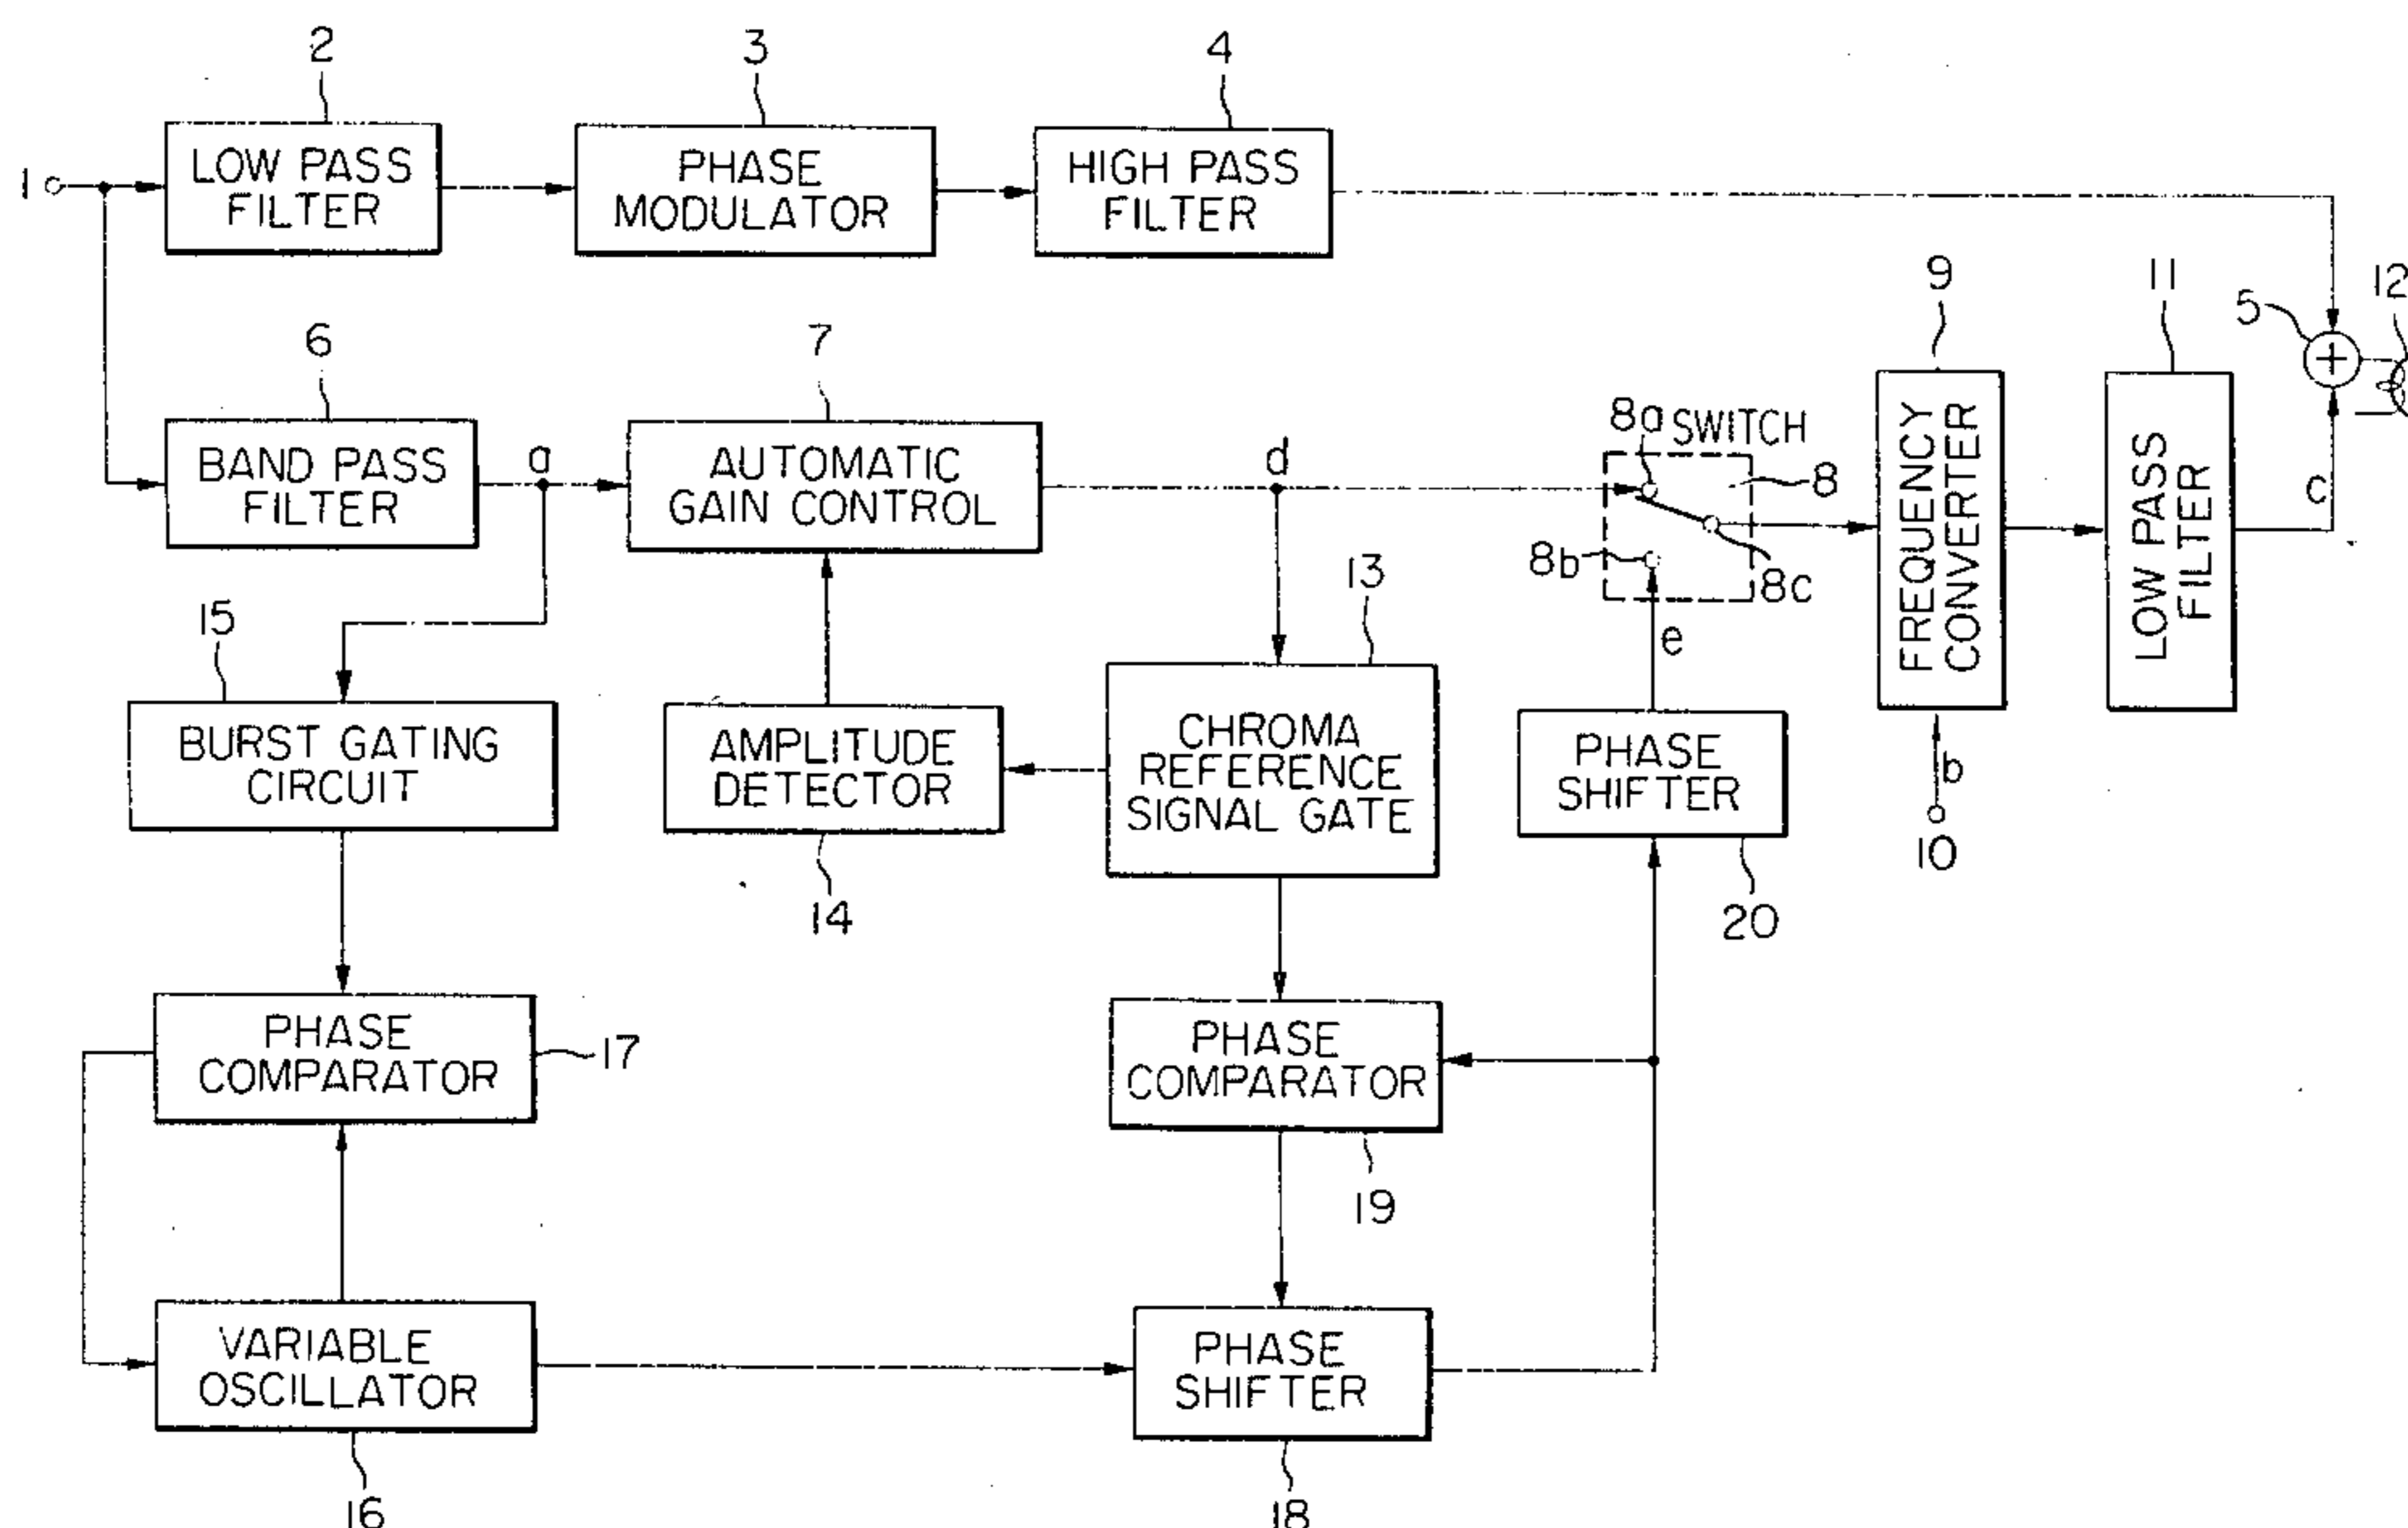 2
3
4
1
LOW PASS
FILTER
PHASE
MODULATOR
HIGH PASS
FILTER
6
7
9
11
5
12
BAND PASS
FILTER
a
AUTOMATIC
GAIN CONTROL
d
8a SWITCH
8
8b
8c
FREQUENCY
CONVERTER
LOW PASS
FILTER
c
15
13
e
BURST GATING
CIRCUIT
AMPLITUDE
DETECTOR
CHROMA
REFERENCE
SIGNAL GATE
PHASE
SHIFTER
b
10
14
20
PHASE
COMPARATOR
17
PHASE
COMPARATOR
19
VARIABLE
OSCILLATOR
PHASE
SHIFTER
16
18